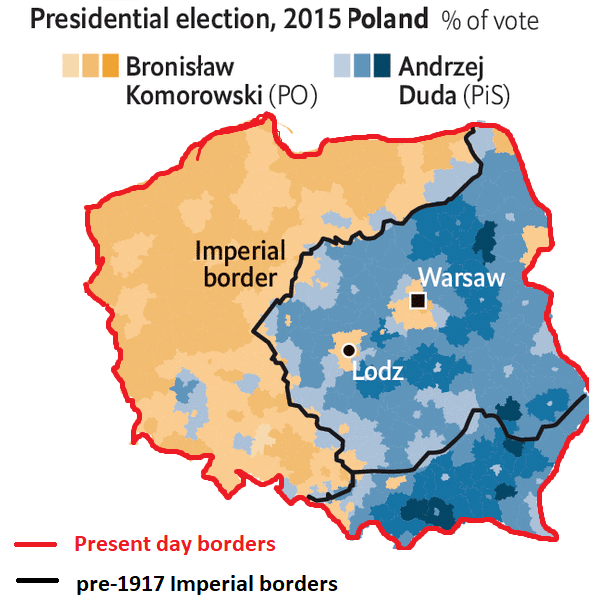 Presidential election, 2015 Poland % of vote
Bronisław
Komorowski (PO)
Andrzej
Duda (PiS)
Imperial
border
Warsaw
Lodz
Present day borders
pre-1917 Imperial borders